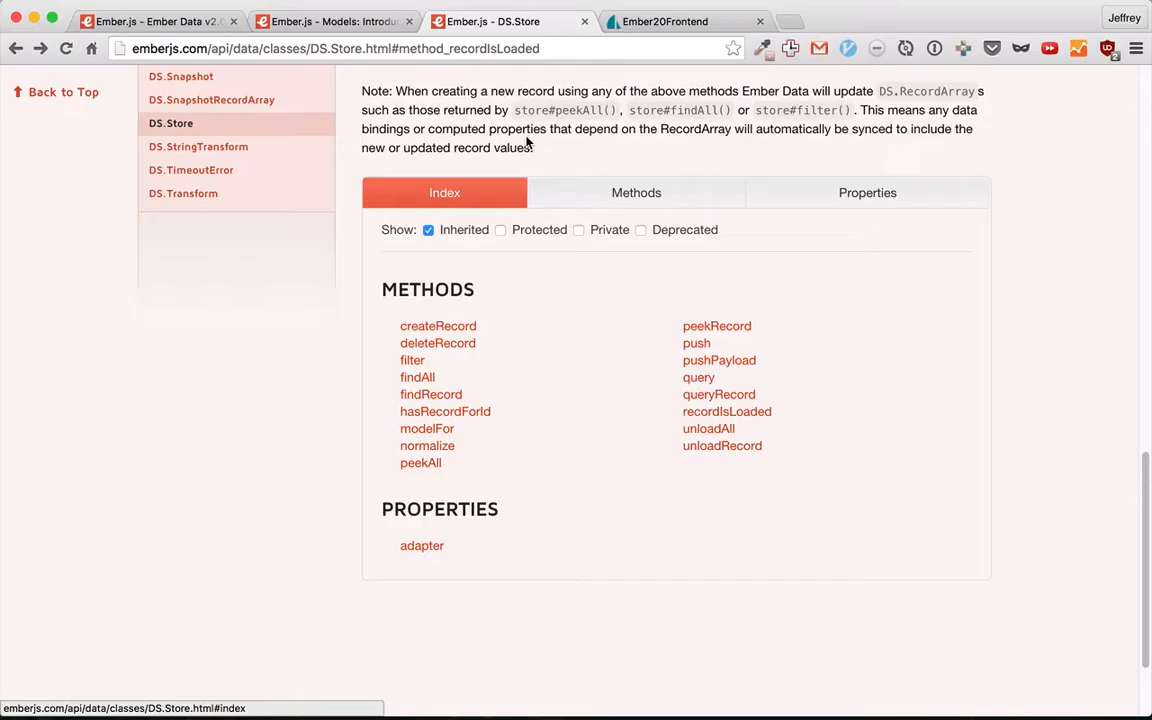 Ember.js - Ember Data v2.0
Ember.js - Models: Introduc
Ember.js - DS.Store
Ember20Frontend
Jeffrey
emberjs.com/api/data/classes/DS.Store.html#method_recordIsLoaded
Back to Top
DS.Snapshot
DS.SnapshotRecordArray
DS.Store
DS.StringTransform
DS.TimeoutError
DS.Transform
Note: When creating a new record using any of the above methods Ember Data will update DS.RecordArray s
such as those returned by store#peekAll() , store#findAll() or store#filter() . This means any data
bindings or computed properties that depend on the RecordArray will automatically be synced to include the
new or updated record values.
Index Methods Properties
Show: Inherited Protected Private Deprecated
METHODS
createRecord
deleteRecord
filter
findAll
findRecord
hasRecordForId
modelFor
normalize
peekAll
peekRecord
push
pushPayload
query
queryRecord
recordIsLoaded
unloadAll
unloadRecord
PROPERTIES
adapter
emberjs.com/api/data/classes/DS.Store.html#index